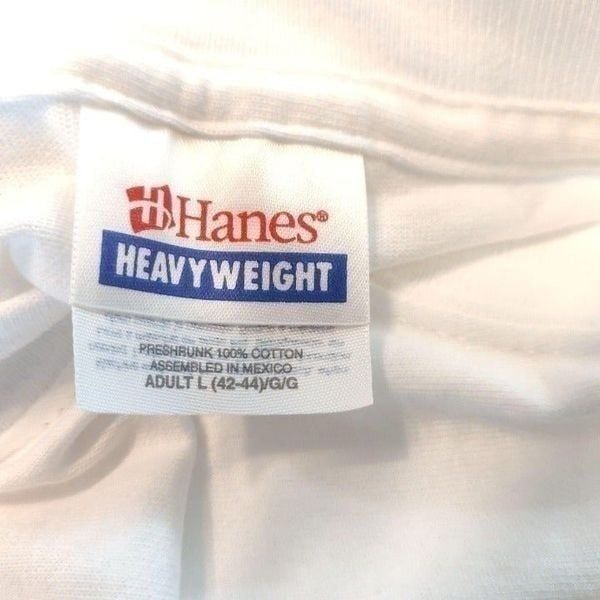 Hanes®
HEAVYWEIGHT
PRESHRUNK 100% COTTON
ASSEMBLED IN MEXICO
ADULT L (42-44)/G/G